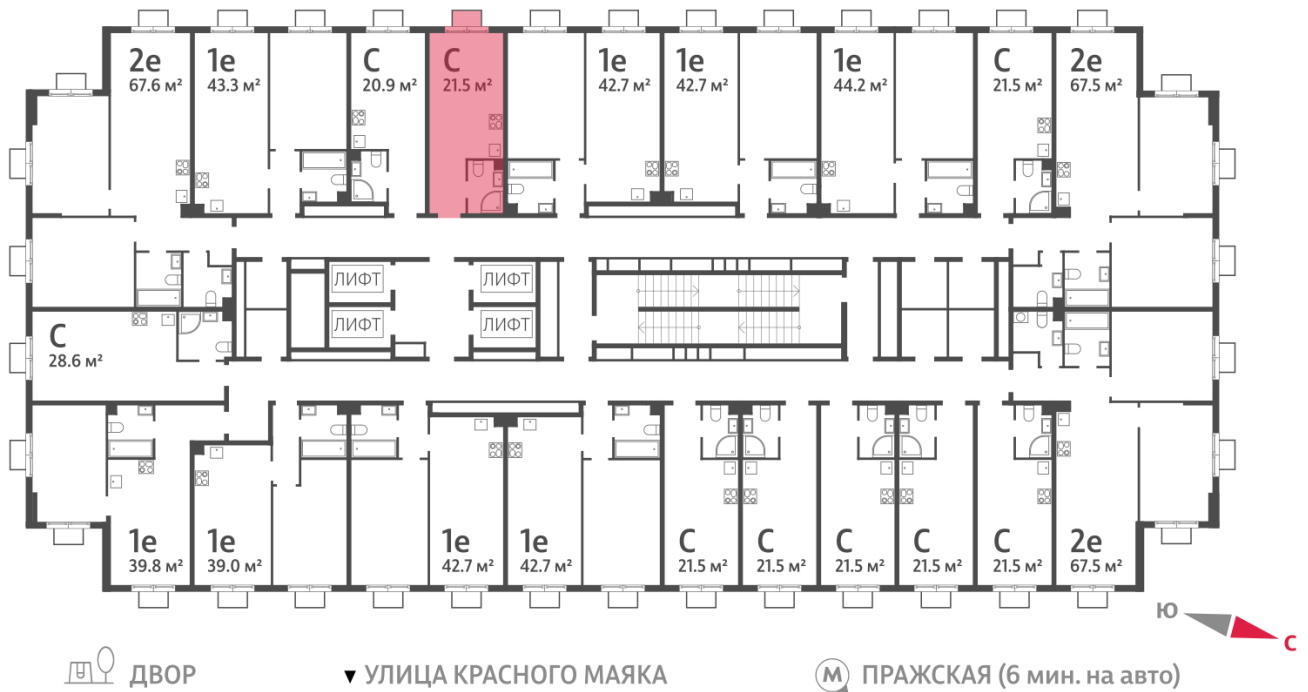 2е
67.6 м²
1е
43.3 м²
С
20.9 м²
С
21.5 м²
1е
42.7 м²
1е
42.7 м²
1е
44.2 м²
С
21.5 м²
2е
67.5 м²
ЛИФТ
ЛИФТ
ЛИФТ
ЛИФТ
С
28.6 м²
1е
39.8 м²
1е
39.0 м²
1е
42.7 м²
1е
42.7 м²
С
21.5 м²
С
21.5 м²
С
21.5 м²
С
21.5 м²
С
21.5 м²
2е
67.5 м²
Ю
С
ДВОР
▼ УЛИЦА КРАСНОГО МАЯКА
М ПРАЖСКАЯ (6 мин. на авто)